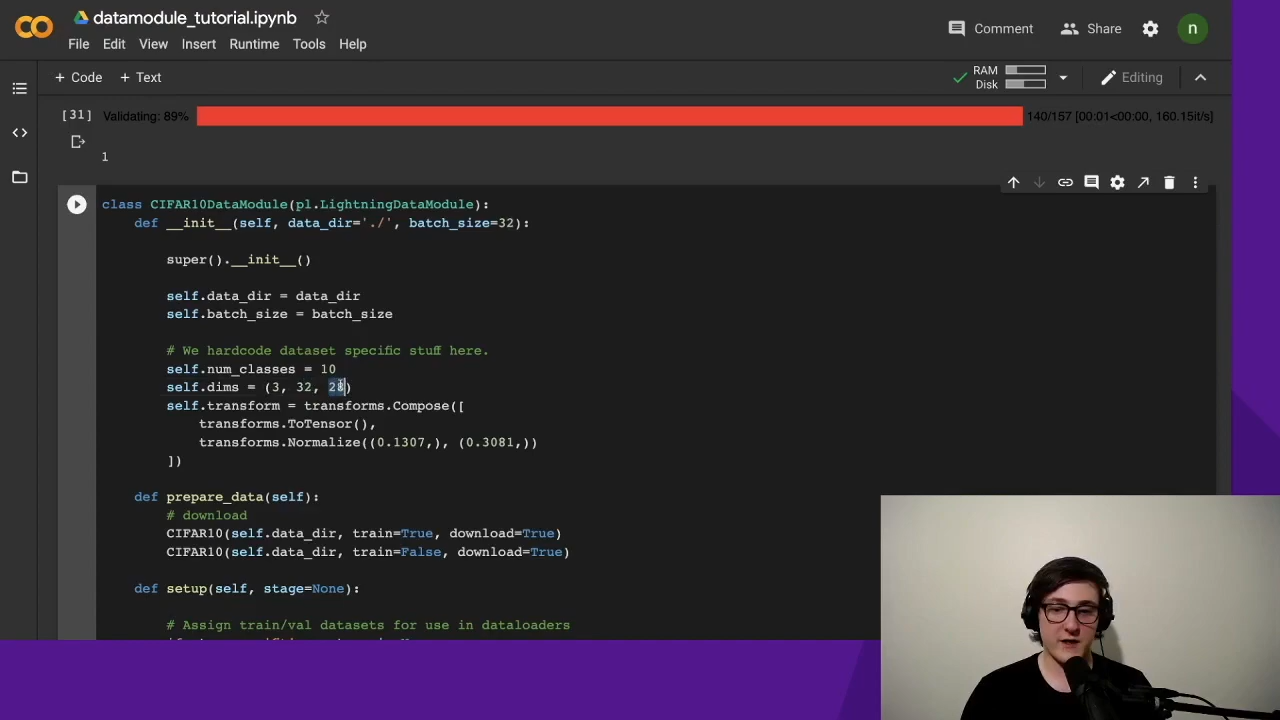 datamodule_tutorial.ipynb
File Edit View Insert Runtime Tools Help
Comment Share n
+ Code + Text
RAM
Disk
Editing
[31] Validating: 89% 140/157 [00:01<00:00, 160.15it/s]
1
class CIFAR10DataModule(pl.LightningDataModule):
def __init__(self, data_dir='./', batch_size=32):
super().__init__()
self.data_dir = data_dir
self.batch_size = batch_size
# We hardcode dataset specific stuff here.
self.num_classes = 10
self.dims = (3, 32, 28)
self.transform = transforms.Compose([
transforms.ToTensor(),
transforms.Normalize((0.1307,), (0.3081,))
])
def prepare_data(self):
# download
CIFAR10(self.data_dir, train=True, download=True)
CIFAR10(self.data_dir, train=False, download=True)
def setup(self, stage=None):
# Assign train/val datasets for use in dataloaders